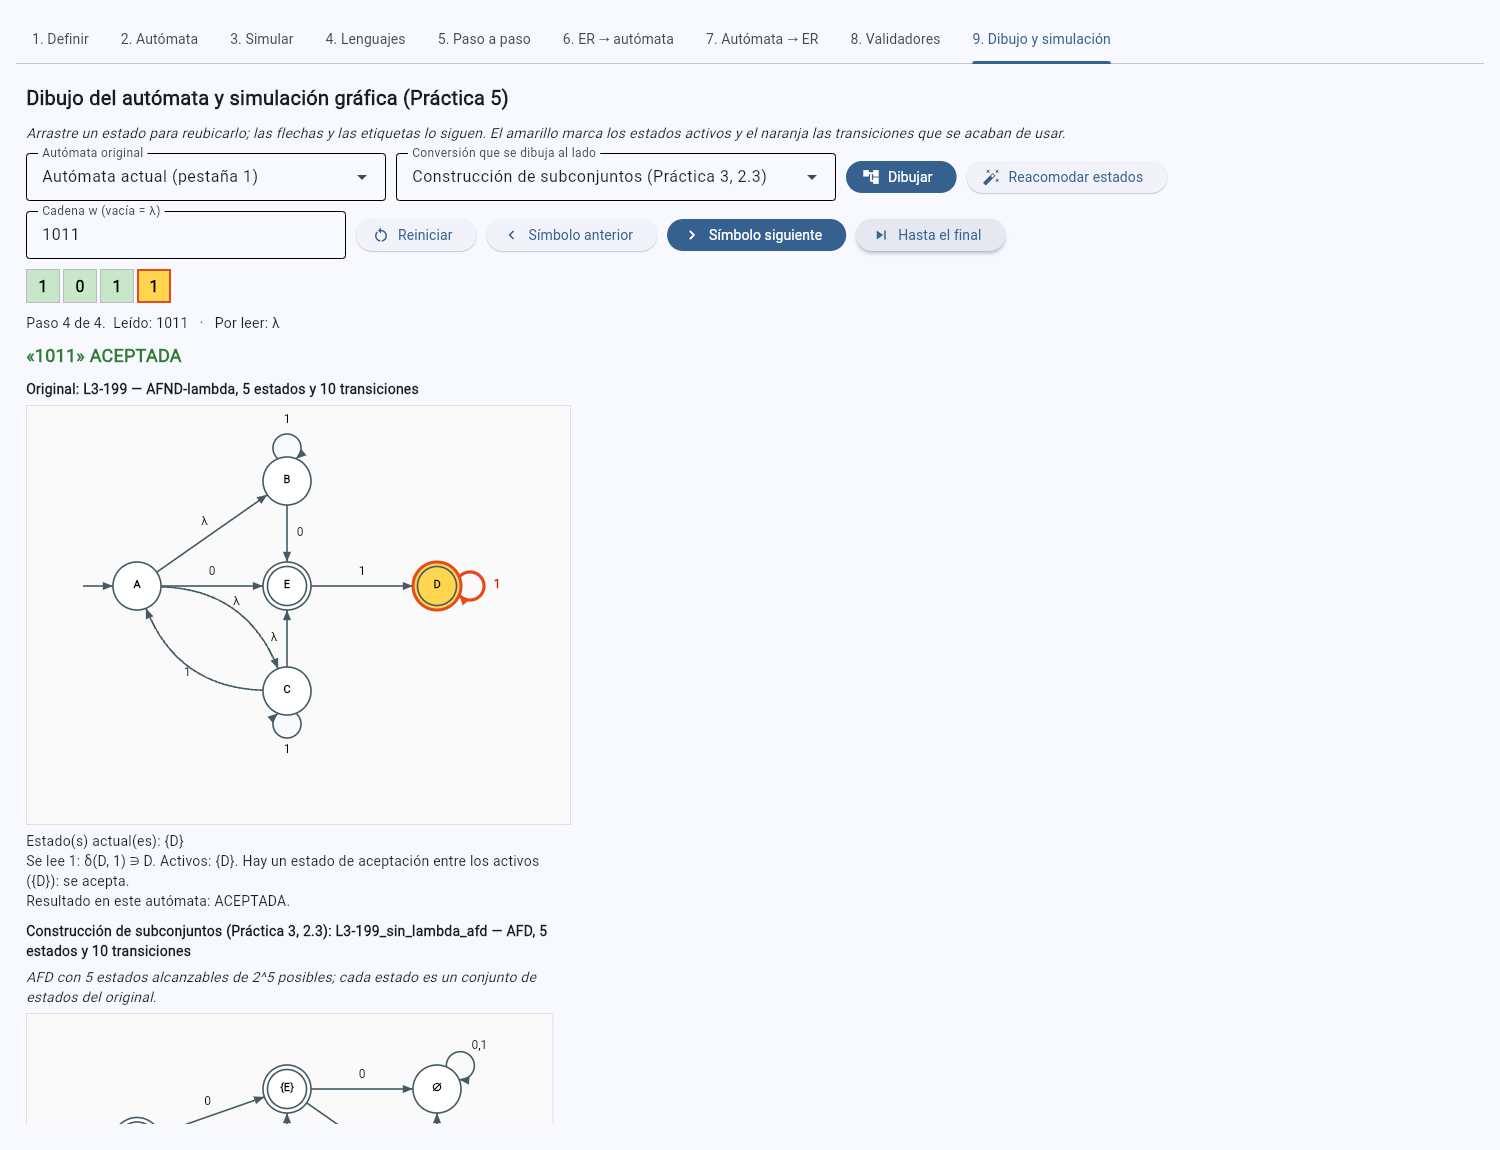 1. Definir 2. Autómata 3. Simular 4. Lenguajes 5. Paso a paso 6. ER → autómata 7. Autómata → ER 8. Validadores 9. Dibujo y simulación
Dibujo del autómata y simulación gráfica (Práctica 5)
Arrastre un estado para reubicarlo; las flechas y las etiquetas lo siguen. El amarillo marca los estados activos y el naranja las transiciones que se acaban de usar.
Autómata original Conversión que se dibuja al lado
Autómata actual (pestaña 1) Construcción de subconjuntos (Práctica 3, 2.3) Dibujar Reacomodar estados
Cadena w (vacía = λ)
1011 Reiniciar Símbolo anterior Símbolo siguiente Hasta el final
1 0 1 1
Paso 4 de 4. Leído: 1011 · Por leer: λ
«1011» ACEPTADA
Original: L3-199 — AFND-lambda, 5 estados y 10 transiciones
1
B
λ
0
0
1
A
E
D
1
λ
λ
1
C
1
Estado(s) actual(es): {D}
Se lee 1: δ(D, 1) ∋ D. Activos: {D}. Hay un estado de aceptación entre los activos
({D}): se acepta.
Resultado en este autómata: ACEPTADA.
Construcción de subconjuntos (Práctica 3, 2.3): L3-199_sin_lambda_afd — AFD, 5
estados y 10 transiciones
AFD con 5 estados alcanzables de 2^5 posibles; cada estado es un conjunto de
estados del original.
0,1
0
{E}
∅
0